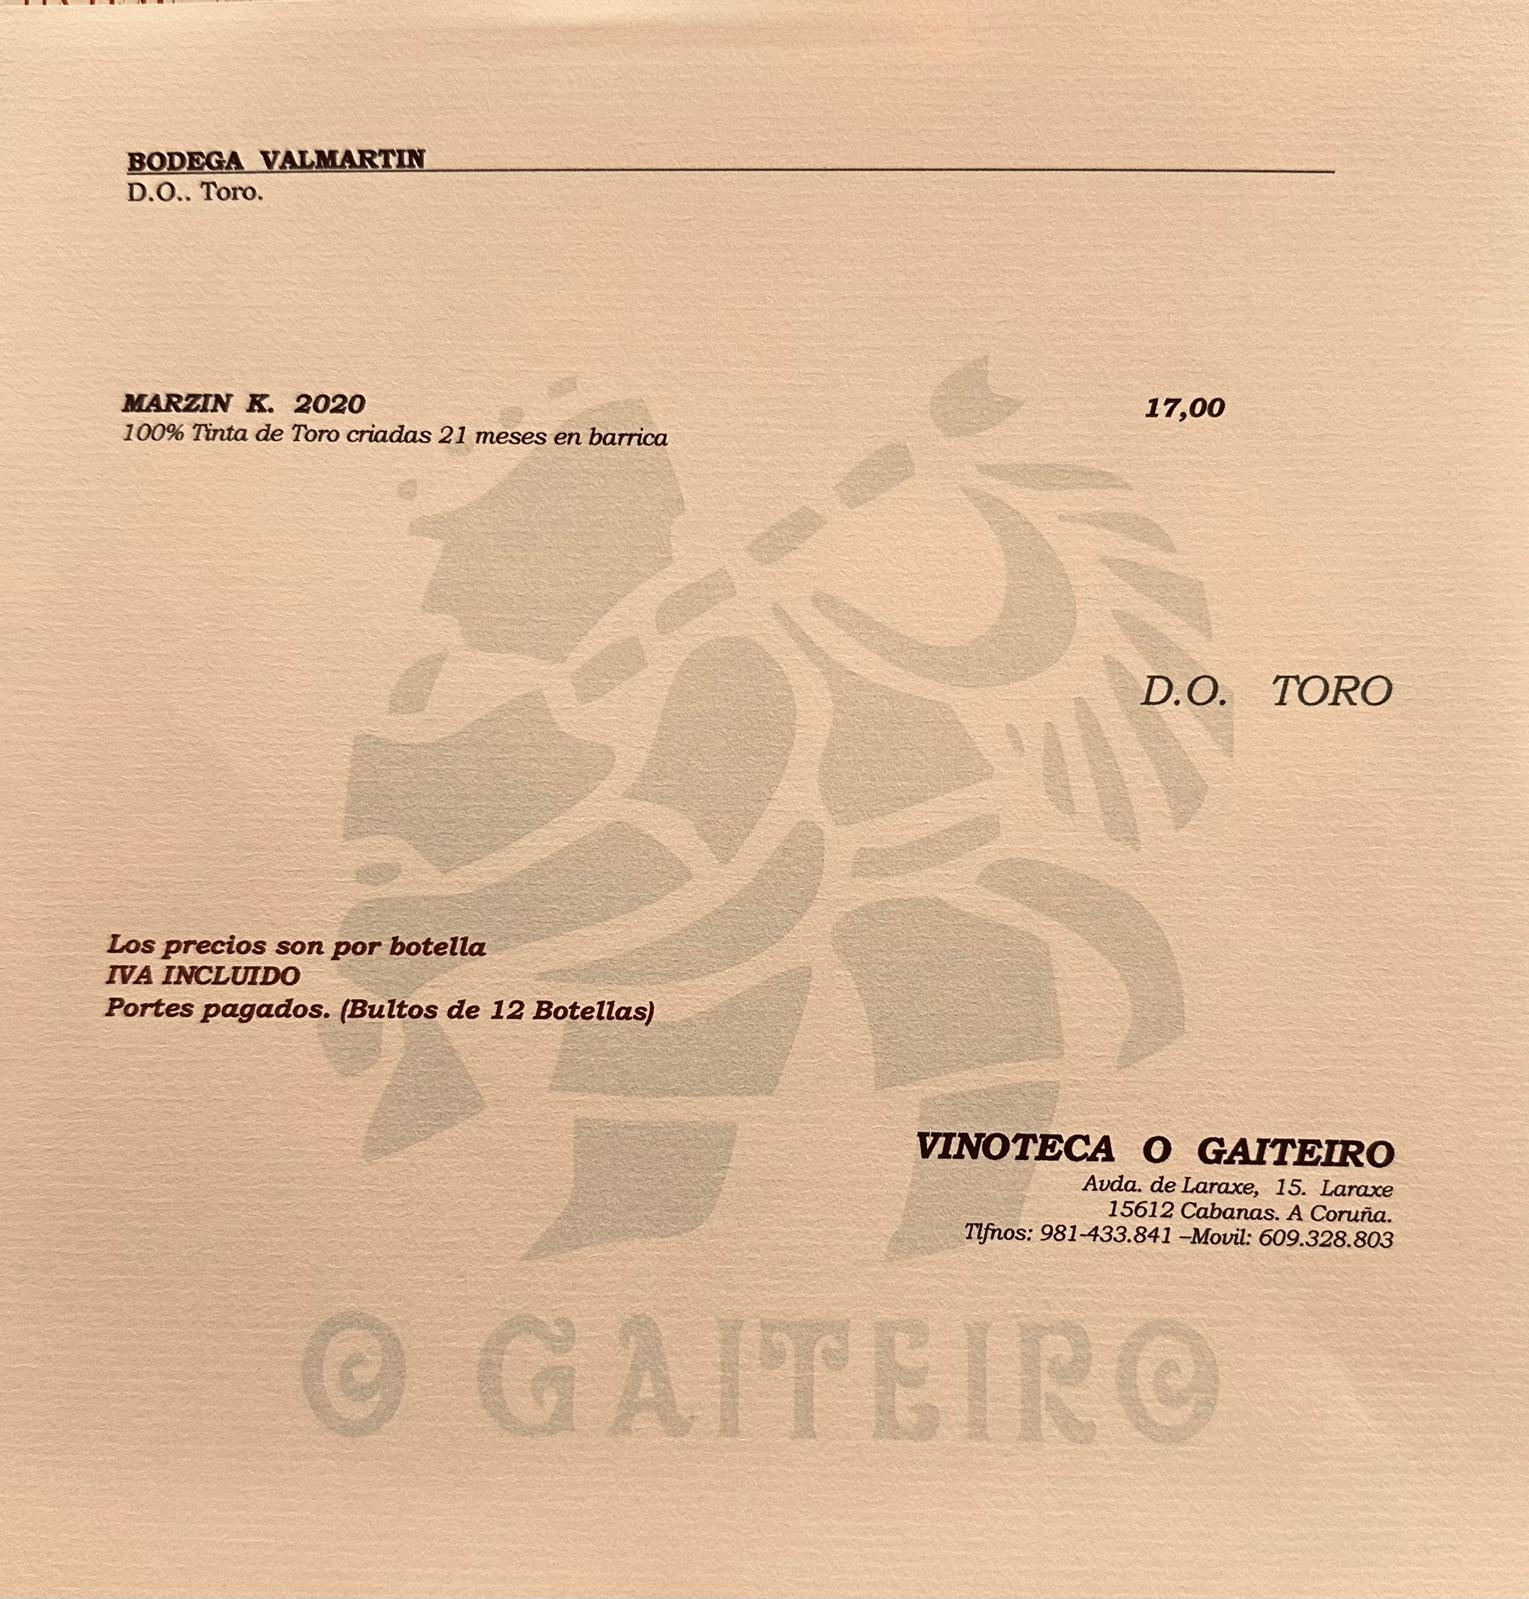 BODEGA VALMARTIN
D.O.. Toro.
MARZIN K. 2020 17,00
100% Tinta de Toro criadas 21 meses en barrica
D.O. TORO
Los precios son por botella
IVA INCLUIDO
Portes pagados. (Bultos de 12 Botellas)
VINOTECA O GAITEIRO
Avda. de Laraxe, 15. Laraxe
15612 Cabanas. A Coruña.
Tlfnos: 981-433.841 –Movil: 609.328.803
O GAITEIRO